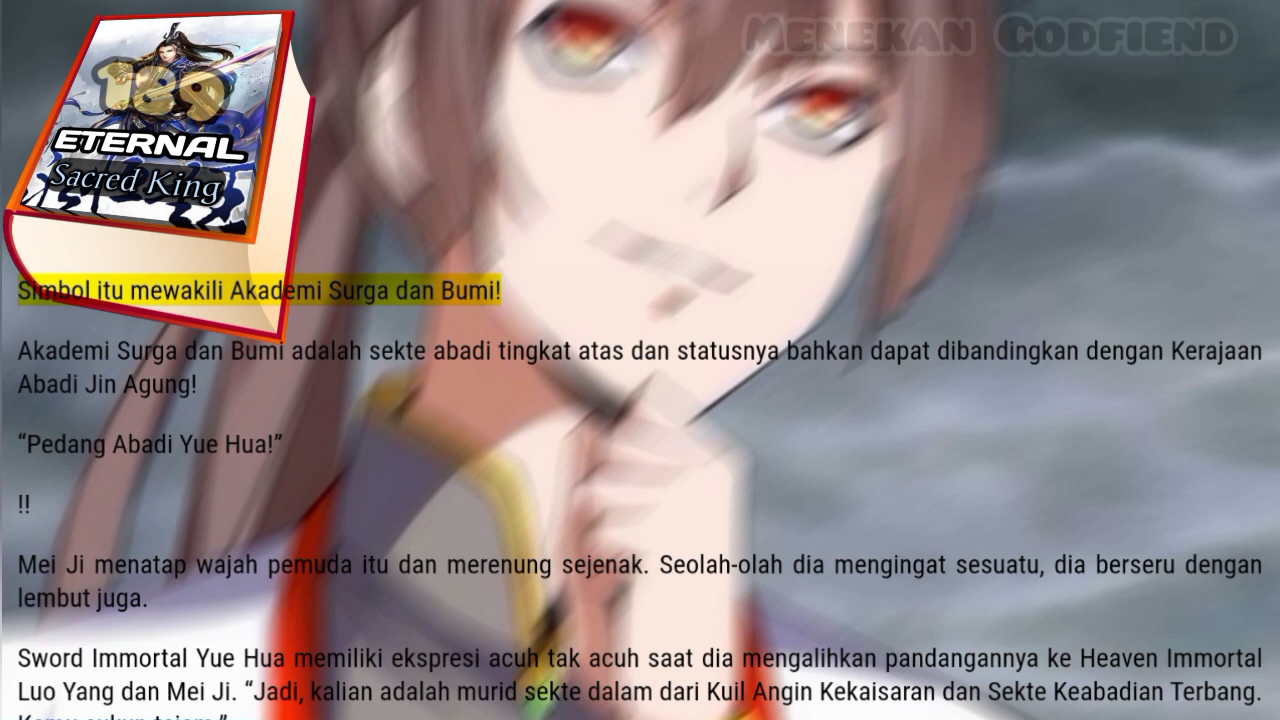 Menekan Godfiend
129
ETERNAL
Sacred King
Simbol itu mewakili Akademi Surga dan Bumi!
Akademi Surga dan Bumi adalah sekte abadi tingkat atas dan statusnya bahkan dapat dibandingkan dengan Kerajaan
Abadi Jin Agung!
“Pedang Abadi Yue Hua!”
!!
Mei Ji menatap wajah pemuda itu dan merenung sejenak. Seolah-olah dia mengingat sesuatu, dia berseru dengan
lembut juga.
Sword Immortal Yue Hua memiliki ekspresi acuh tak acuh saat dia mengalihkan pandangannya ke Heaven Immortal
Luo Yang dan Mei Ji. “Jadi, kalian adalah murid sekte dalam dari Kuil Angin Kekaisaran dan Sekte Keabadian Terbang.